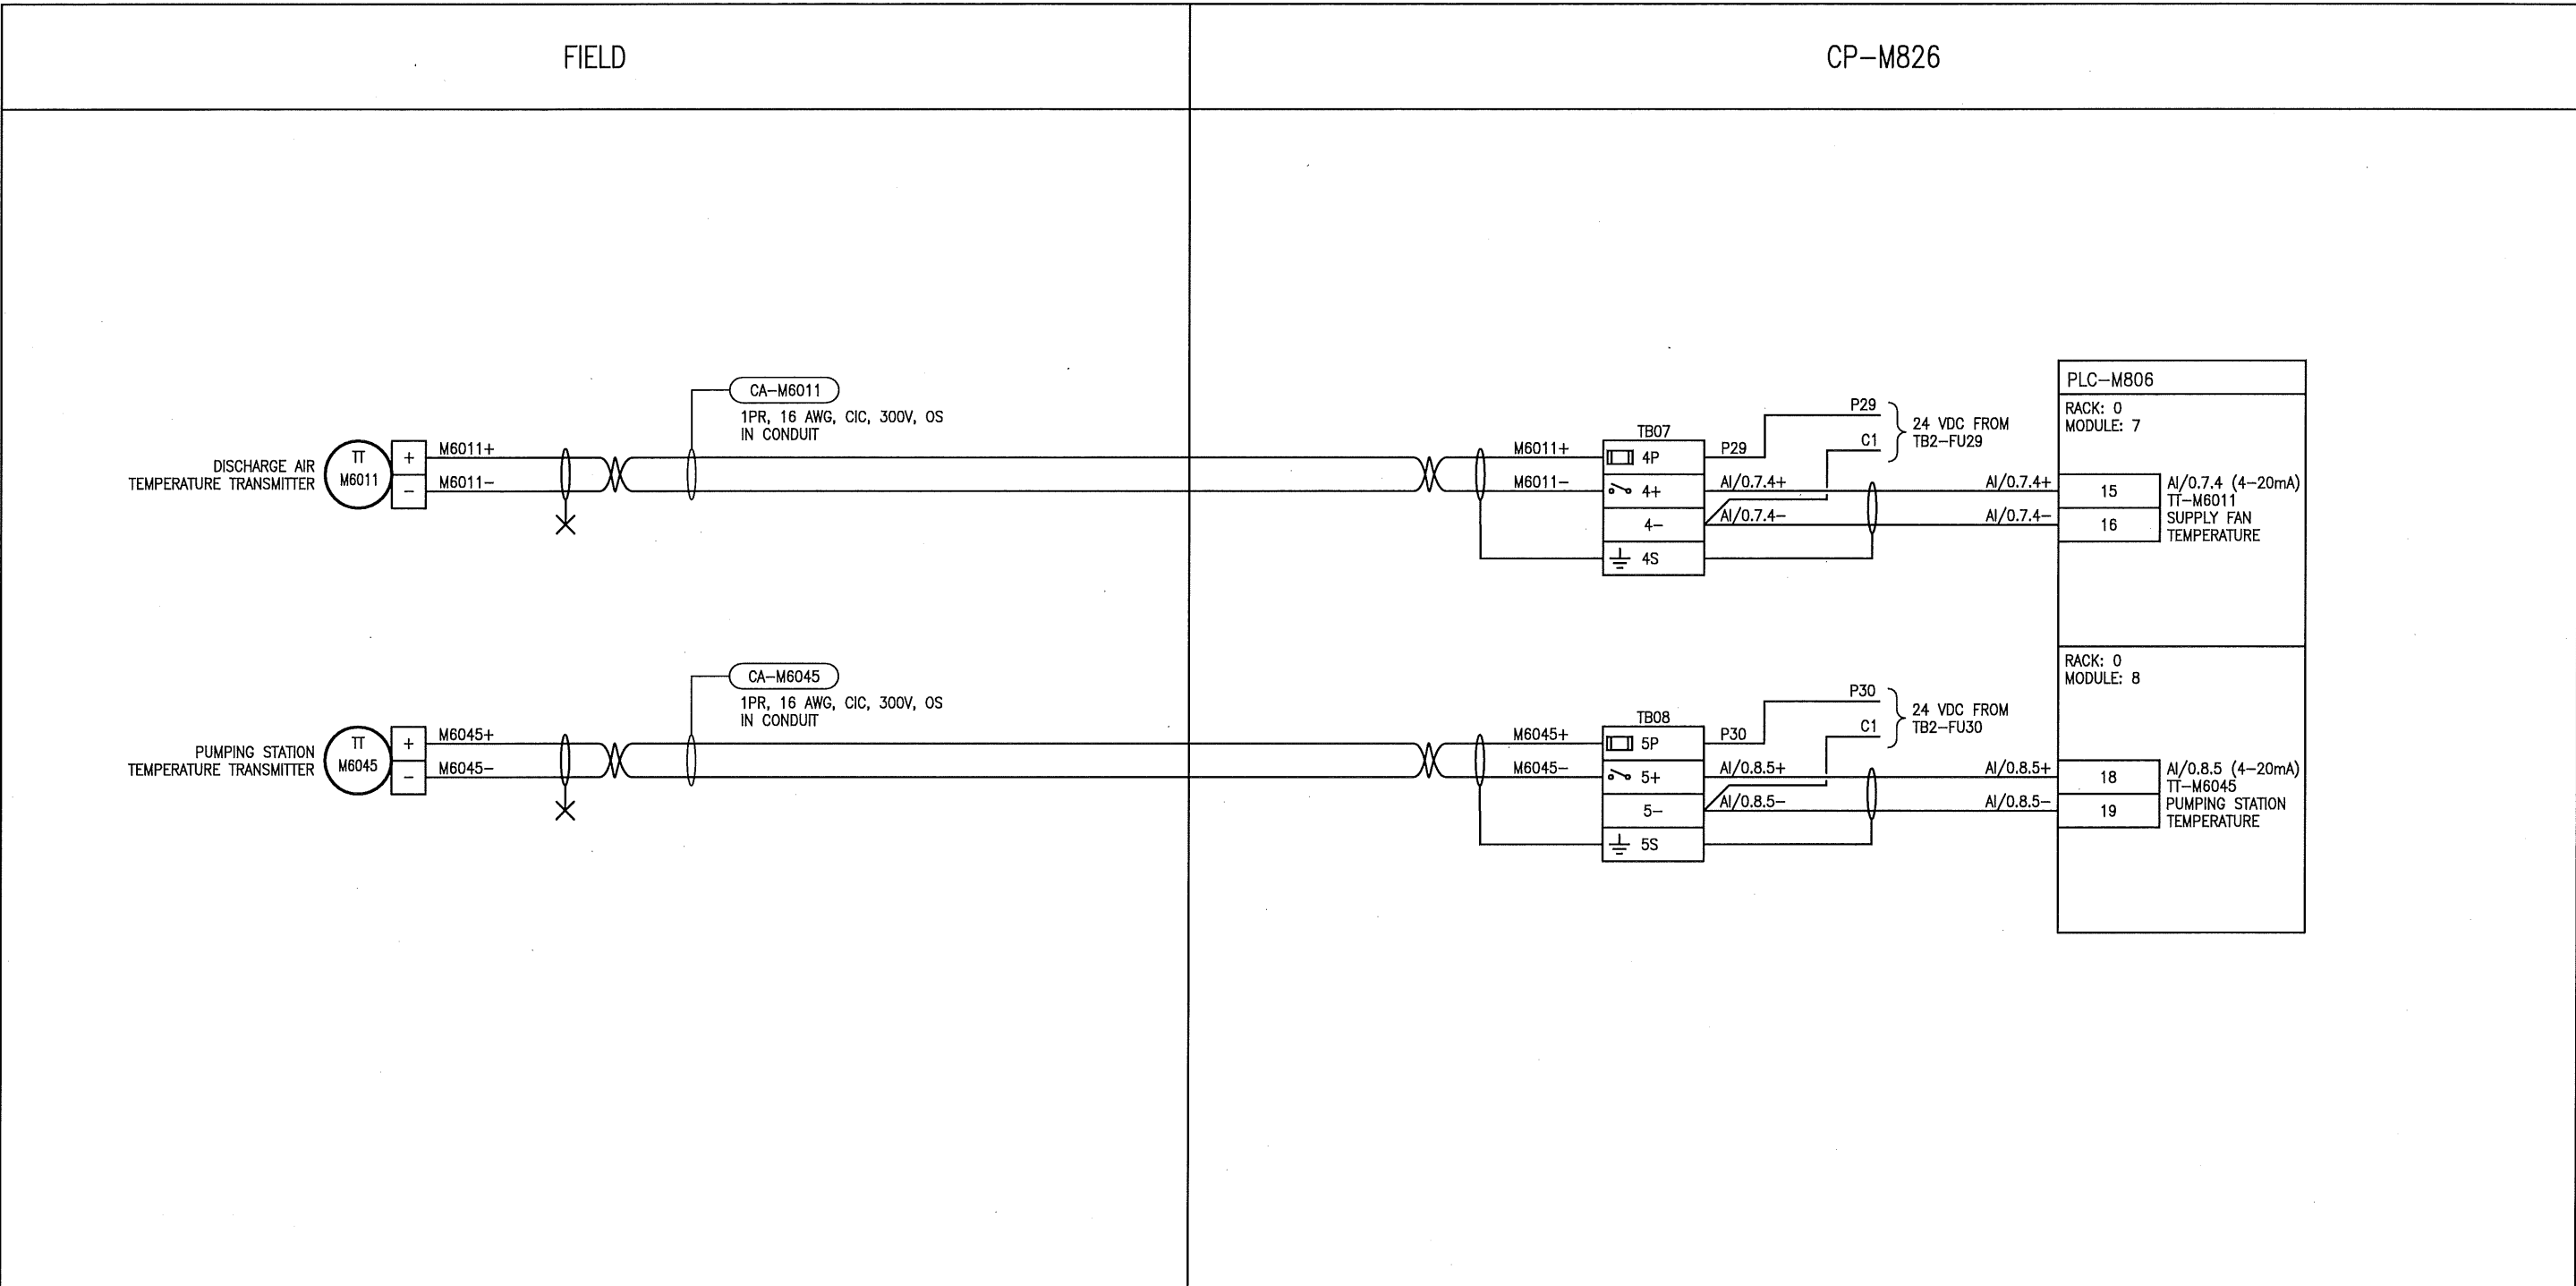 FIELD
CP-M826
CA-M6011
1PR, 16 AWG, CIC, 300V, OS
IN CONDUIT
DISCHARGE AIR
TEMPERATURE TRANSMITTER
TT
M6011
+
-
M6011+
M6011-
M6011+
M6011-
TB07
4P
4+
4-
4S
P29
AI/0.7.4+
AI/0.7.4-
P29
C1
24 VDC FROM
TB2-FU29
AI/0.7.4+
AI/0.7.4-
PLC-M806
RACK: 0
MODULE: 7
15
16
AI/0.7.4 (4-20mA)
TT-M6011
SUPPLY FAN
TEMPERATURE
CA-M6045
1PR, 16 AWG, CIC, 300V, OS
IN CONDUIT
PUMPING STATION
TEMPERATURE TRANSMITTER
TT
M6045
+
-
M6045+
M6045-
M6045+
M6045-
TB08
5P
5+
5-
5S
P30
AI/0.8.5+
AI/0.8.5-
P30
C1
24 VDC FROM
TB2-FU30
AI/0.8.5+
AI/0.8.5-
RACK: 0
MODULE: 8
18
19
AI/0.8.5 (4-20mA)
TT-M6045
PUMPING STATION
TEMPERATURE